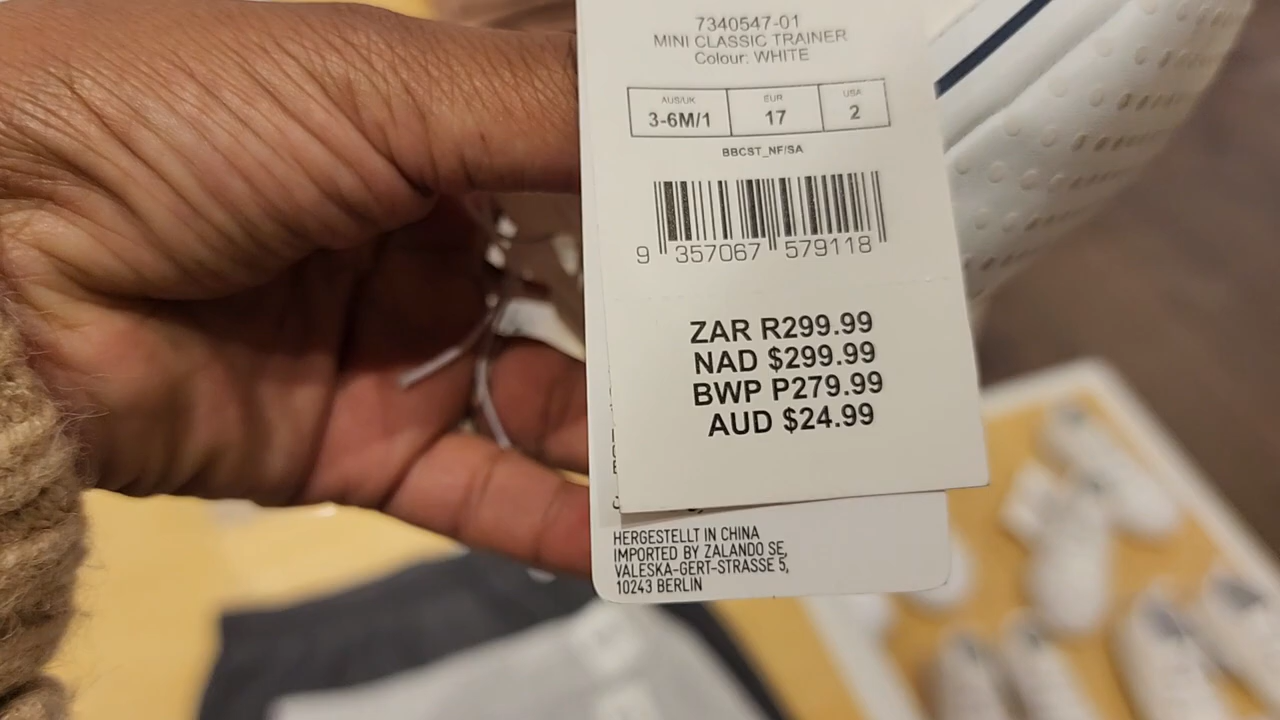 7340547-01
MINI CLASSIC TRAINER
Colour: WHITE
AUS/UK EUR USA
3-6M/1 17 2
BBCST_NF/SA
9 357067 579118
ZAR R299.99
NAD $299.99
BWP P279.99
AUD $24.99
HERGESTELLT IN CHINA
IMPORTED BY ZALANDO SE,
VALESKA-GERT-STRASSE 5,
10243 BERLIN